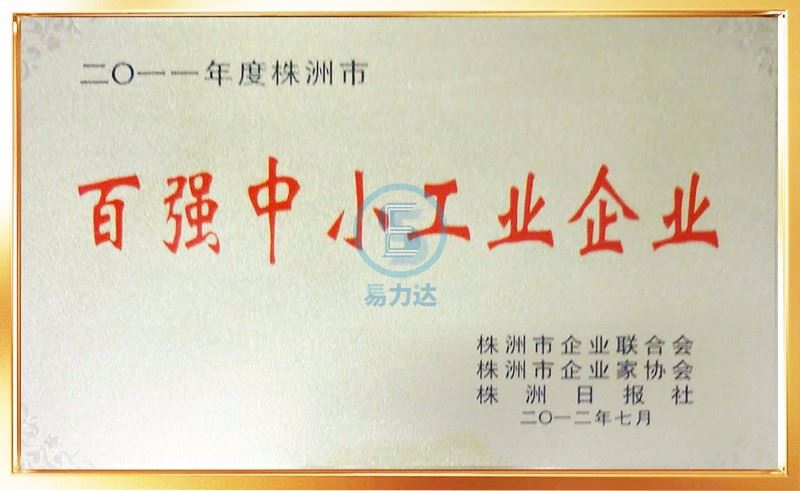 二〇一一年度株洲市
百强中小工业企业
易力达
株洲市企业联合会
株洲市企业家协会
株洲日报社
二〇一二年七月